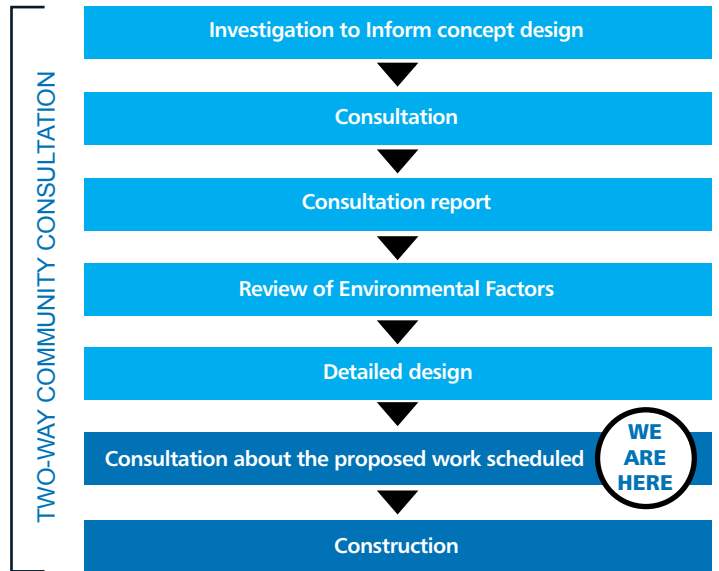 TWO-WAY COMMUNITY CONSULTATION
Investigation to Inform concept design
Consultation
Consultation report
Review of Environmental Factors
Detailed design
Consultation about the proposed work scheduled
WE
ARE
HERE
Construction